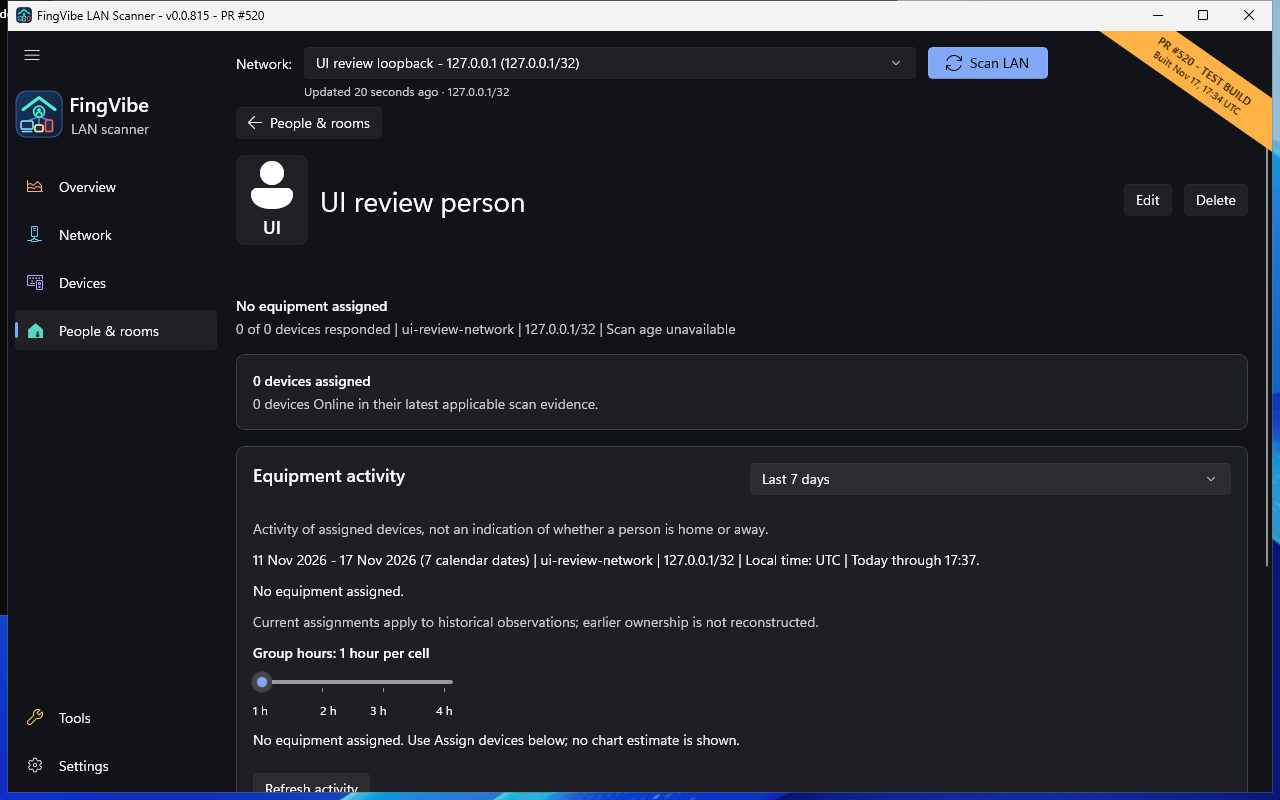 FingVibe LAN Scanner - v0.0.815 - PR #520
Network:
UI review loopback - 127.0.0.1 (127.0.0.1/32)
Scan LAN
PR #520 - TEST BUILD
Built Nov 17, 17:34 UTC
Updated 20 seconds ago · 127.0.0.1/32
FingVibe
LAN scanner
People & rooms
Overview
Network
Devices
People & rooms
Tools
Settings
UI
UI review person
Edit
Delete
No equipment assigned
0 of 0 devices responded | ui-review-network | 127.0.0.1/32 | Scan age unavailable
0 devices assigned
0 devices Online in their latest applicable scan evidence.
Equipment activity
Last 7 days
Activity of assigned devices, not an indication of whether a person is home or away.
11 Nov 2026 - 17 Nov 2026 (7 calendar dates) | ui-review-network | 127.0.0.1/32 | Local time: UTC | Today through 17:37.
No equipment assigned.
Current assignments apply to historical observations; earlier ownership is not reconstructed.
Group hours: 1 hour per cell
1 h 2 h 3 h 4 h
No equipment assigned. Use Assign devices below; no chart estimate is shown.
Refresh activity